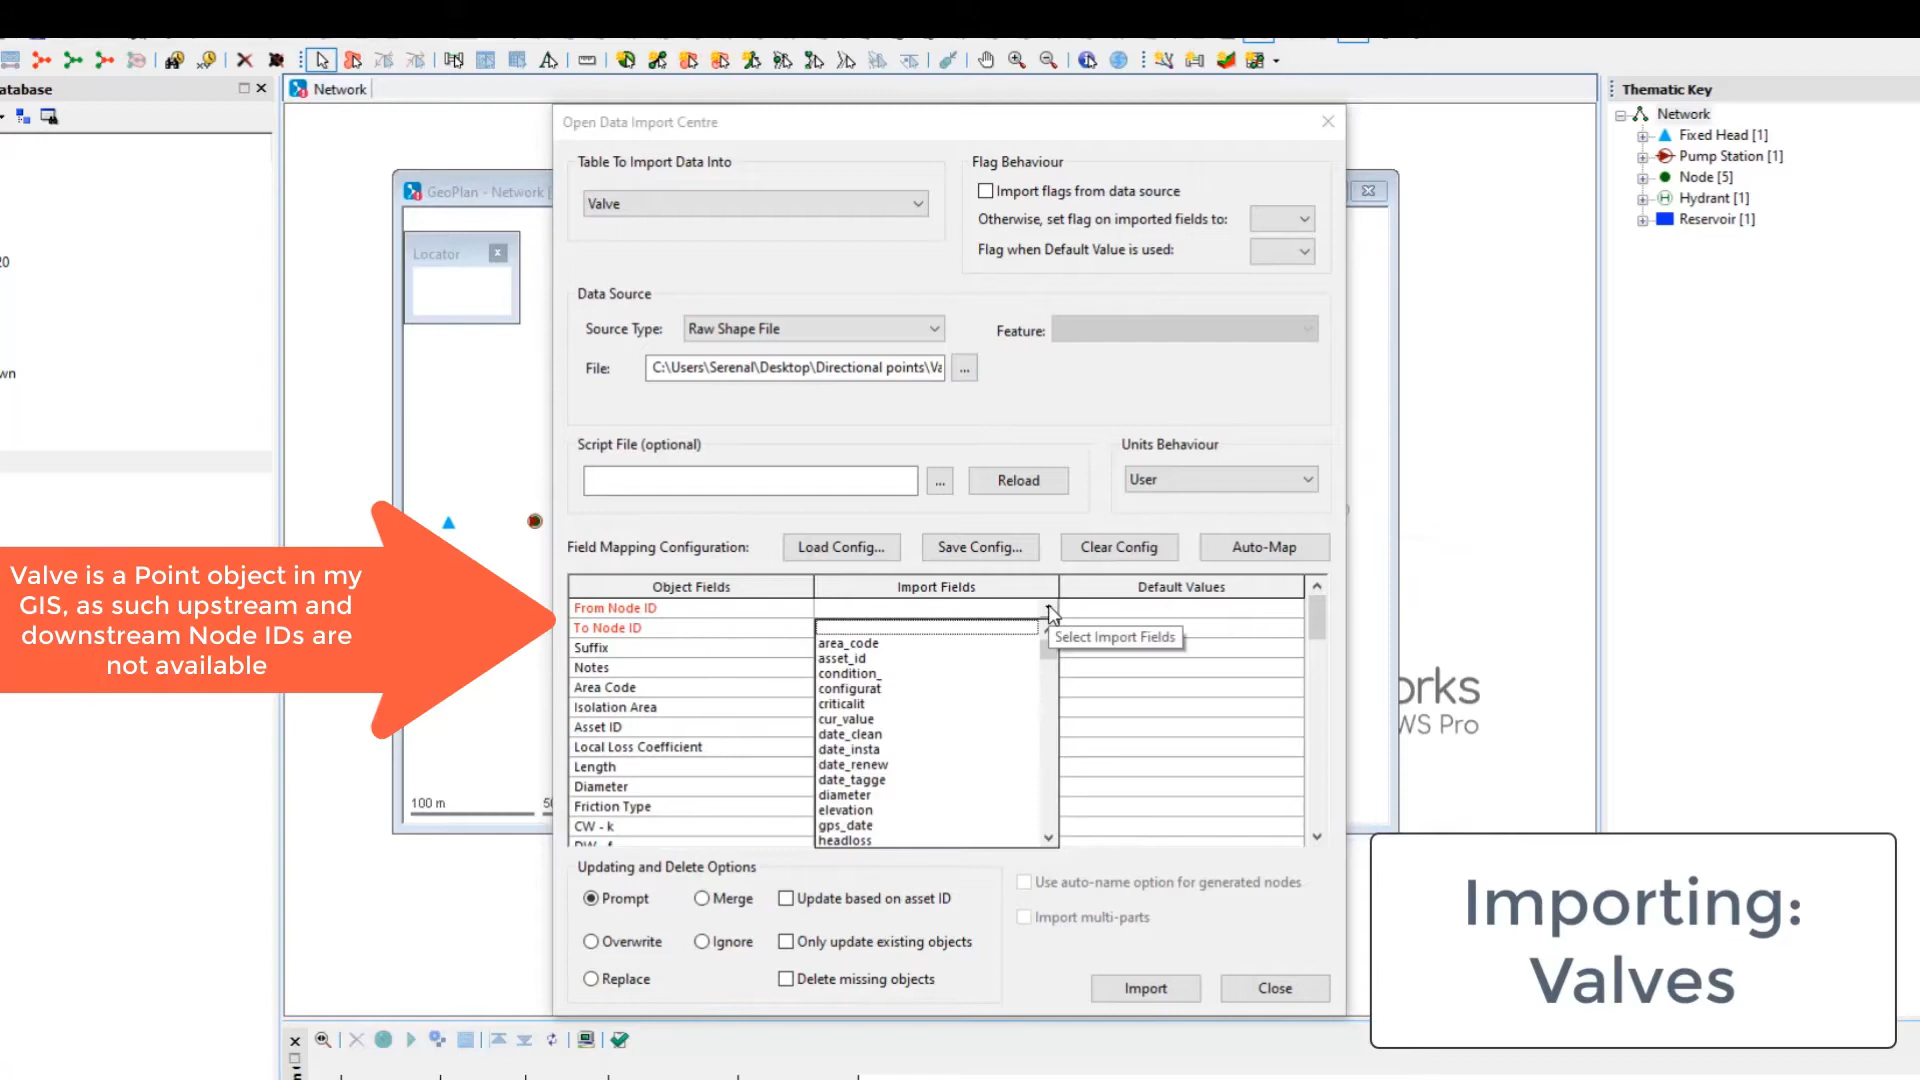 atabase
Network
Thematic Key
Network
Fixed Head [1]
Pump Station [1]
Node [5]
Hydrant [1]
Reservoir [1]
20
wn
GeoPlan - Network [
Locator
100 m
Open Data Import Centre
Table To Import Data Into
Valve
Flag Behaviour
Import flags from data source
Otherwise, set flag on imported fields to:
Flag when Default Value is used:
Data Source
Source Type:
Raw Shape File
Feature:
File:
C:\Users\Serenal\Desktop\Directional points\Va
...
Script File (optional)
...
Reload
Units Behaviour
User
Field Mapping Configuration:
Load Config...
Save Config...
Clear Config
Auto-Map
Object Fields
Import Fields
Default Values
From Node ID
To Node ID
Suffix
Notes
Area Code
Isolation Area
Asset ID
Local Loss Coefficient
Length
Diameter
Friction Type
CW - k
DW - f
area_code
asset_id
condition_
configurat
criticalit
cur_value
date_clean
date_insta
date_renew
date_tagge
diameter
elevation
gps_date
headloss
Select Import Fields
Updating and Delete Options
Prompt
Merge
Update based on asset ID
Overwrite
Ignore
Only update existing objects
Replace
Delete missing objects
Use auto-name option for generated nodes
Import multi-parts
Import
Close
Valve is a Point object in my
GIS, as such upstream and
downstream Node IDs are
not available
orks
WS Pro
Importing:
Valves